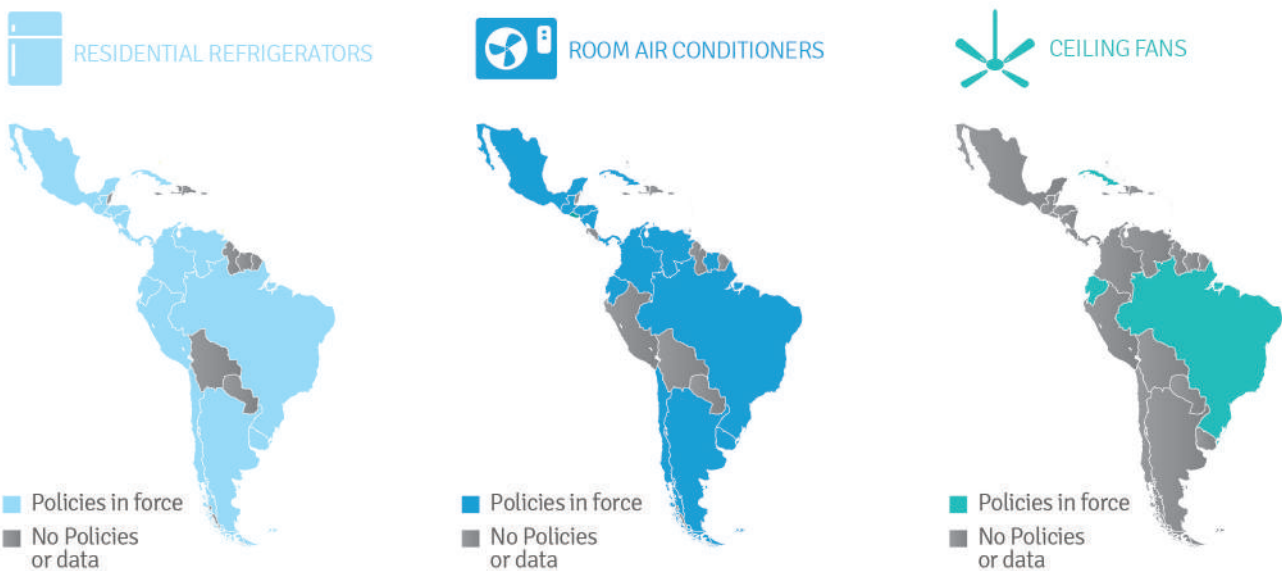 RESIDENTIAL REFRIGERATORS
ROOM AIR CONDITIONERS
CEILING FANS
Policies in force
No Policies
or data
Policies in force
No Policies
or data
Policies in force
No Policies
or data